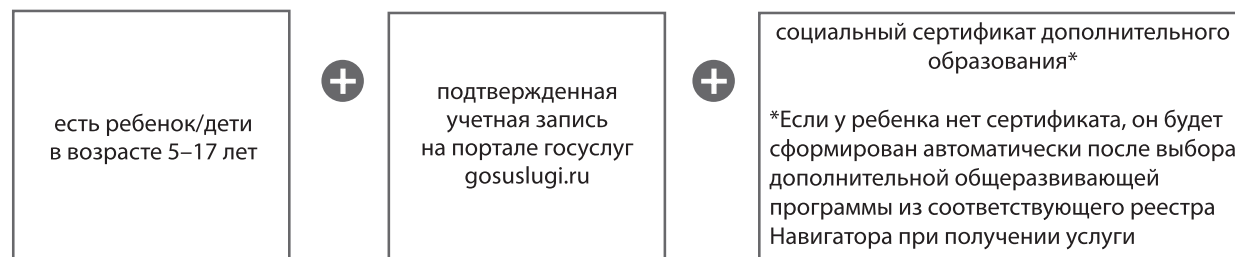 есть ребенок/дети
в возрасте 5–17 лет
подтвержденная
учетная запись
на портале госуслуг
gosuslugi.ru
социальный сертификат дополнительного
образования*
*Если у ребенка нет сертификата, он будет
сформирован автоматически после выбора
дополнительной общеразвивающей
программы из соответствующего реестра
Навигатора при получении услуги